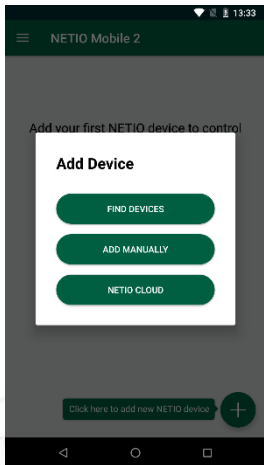 13:33
NETIO Mobile 2
Add your first NETIO device to control
Add Device
FIND DEVICES
ADD MANUALLY
NETIO CLOUD
Click here to add new NETIO device